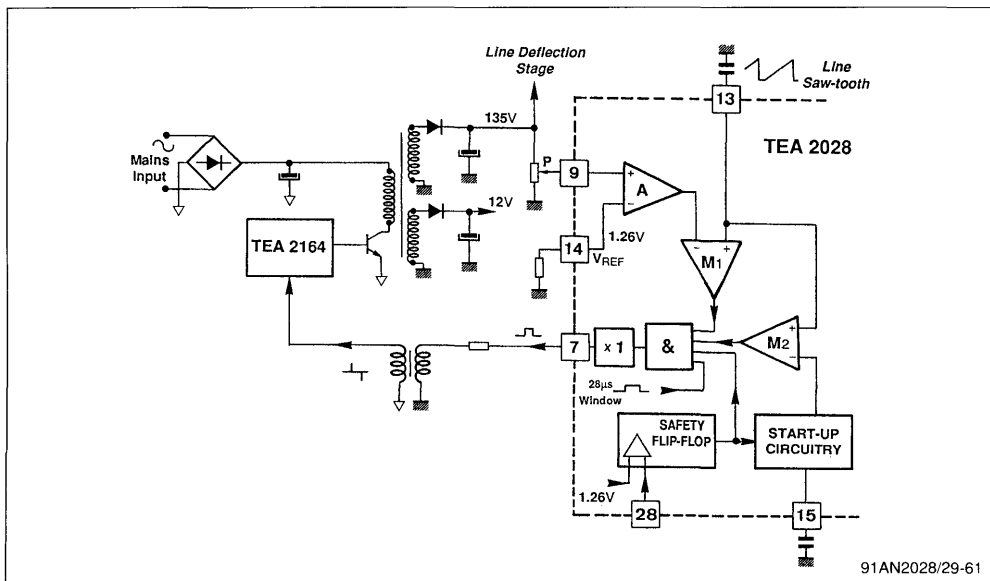 Line Deflection
Stage
Line
Saw-tooth
13
135V
TEA 2028
P
9
+
A
−
Mains
Input
12V
1.26V
14
VREF
− +
M1
TEA 2164
7
x 1
&
+
M2
−
28μs
Window
SAFETY
FLIP-FLOP
START-UP
CIRCUITRY
1.26V
28
15
91AN2028/29-61